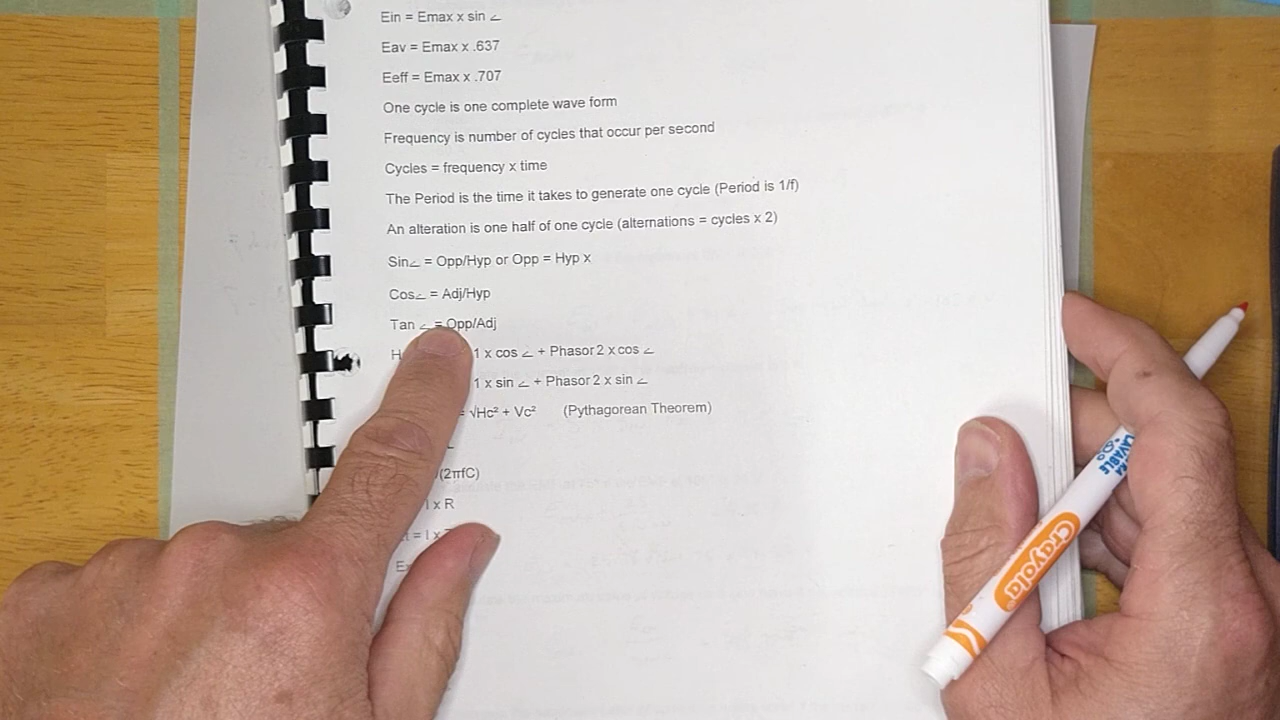 Ein = Emax x sin ∠
Eav = Emax x .637
Eeff = Emax x .707
One cycle is one complete wave form
Frequency is number of cycles that occur per second
Cycles = frequency x time
The Period is the time it takes to generate one cycle (Period is 1/f)
An alteration is one half of one cycle (alternations = cycles x 2)
Sin∠ = Opp/Hyp or Opp = Hyp x
Cos∠ = Adj/Hyp
Tan ∠ = Opp/Adj
H 1 x cos ∠ + Phasor 2 x cos ∠
1 x sin ∠ + Phasor 2 x sin ∠
= √Hc² + Vc² (Pythagorean Theorem)
(2πfC)
I x R
= I x
E
Crayola